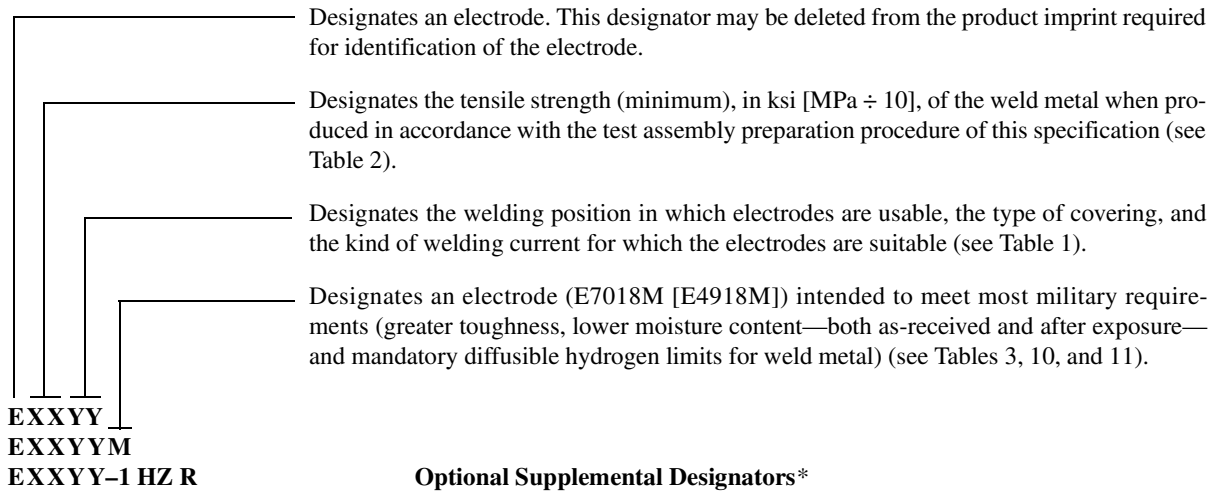 Designates an electrode. This designator may be deleted from the product imprint required
for identification of the electrode.
Designates the tensile strength (minimum), in ksi [MPa ÷ 10], of the weld metal when pro-
duced in accordance with the test assembly preparation procedure of this specification (see
Table 2).
Designates the welding position in which electrodes are usable, the type of covering, and
the kind of welding current for which the electrodes are suitable (see Table 1).
Designates an electrode (E7018M [E4918M]) intended to meet most military require-
ments (greater toughness, lower moisture content—both as-received and after exposure—
and mandatory diffusible hydrogen limits for weld metal) (see Tables 3, 10, and 11).
EXXYY
EXXYYM
EXXYY–1 HZ R Optional Supplemental Designators*